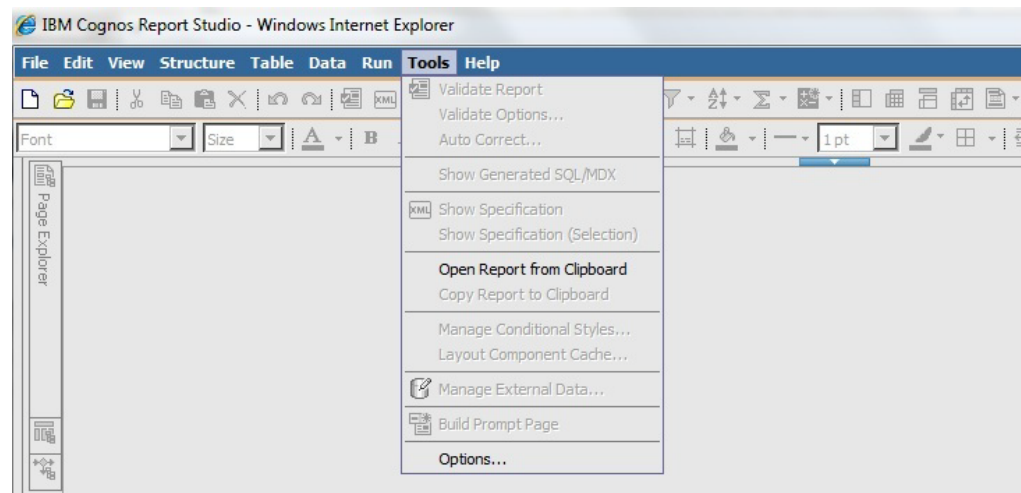 IBM Cognos Report Studio - Windows Internet Explorer
File Edit View Structure Table Data Run Tools Help
XML
Font Size A B 1 pt
Validate Report
Validate Options...
Auto Correct...
Show Generated SQL/MDX
XML Show Specification
Show Specification (Selection)
Open Report from Clipboard
Copy Report to Clipboard
Manage Conditional Styles...
Layout Component Cache...
Manage External Data...
Build Prompt Page
Options...
Page Explorer